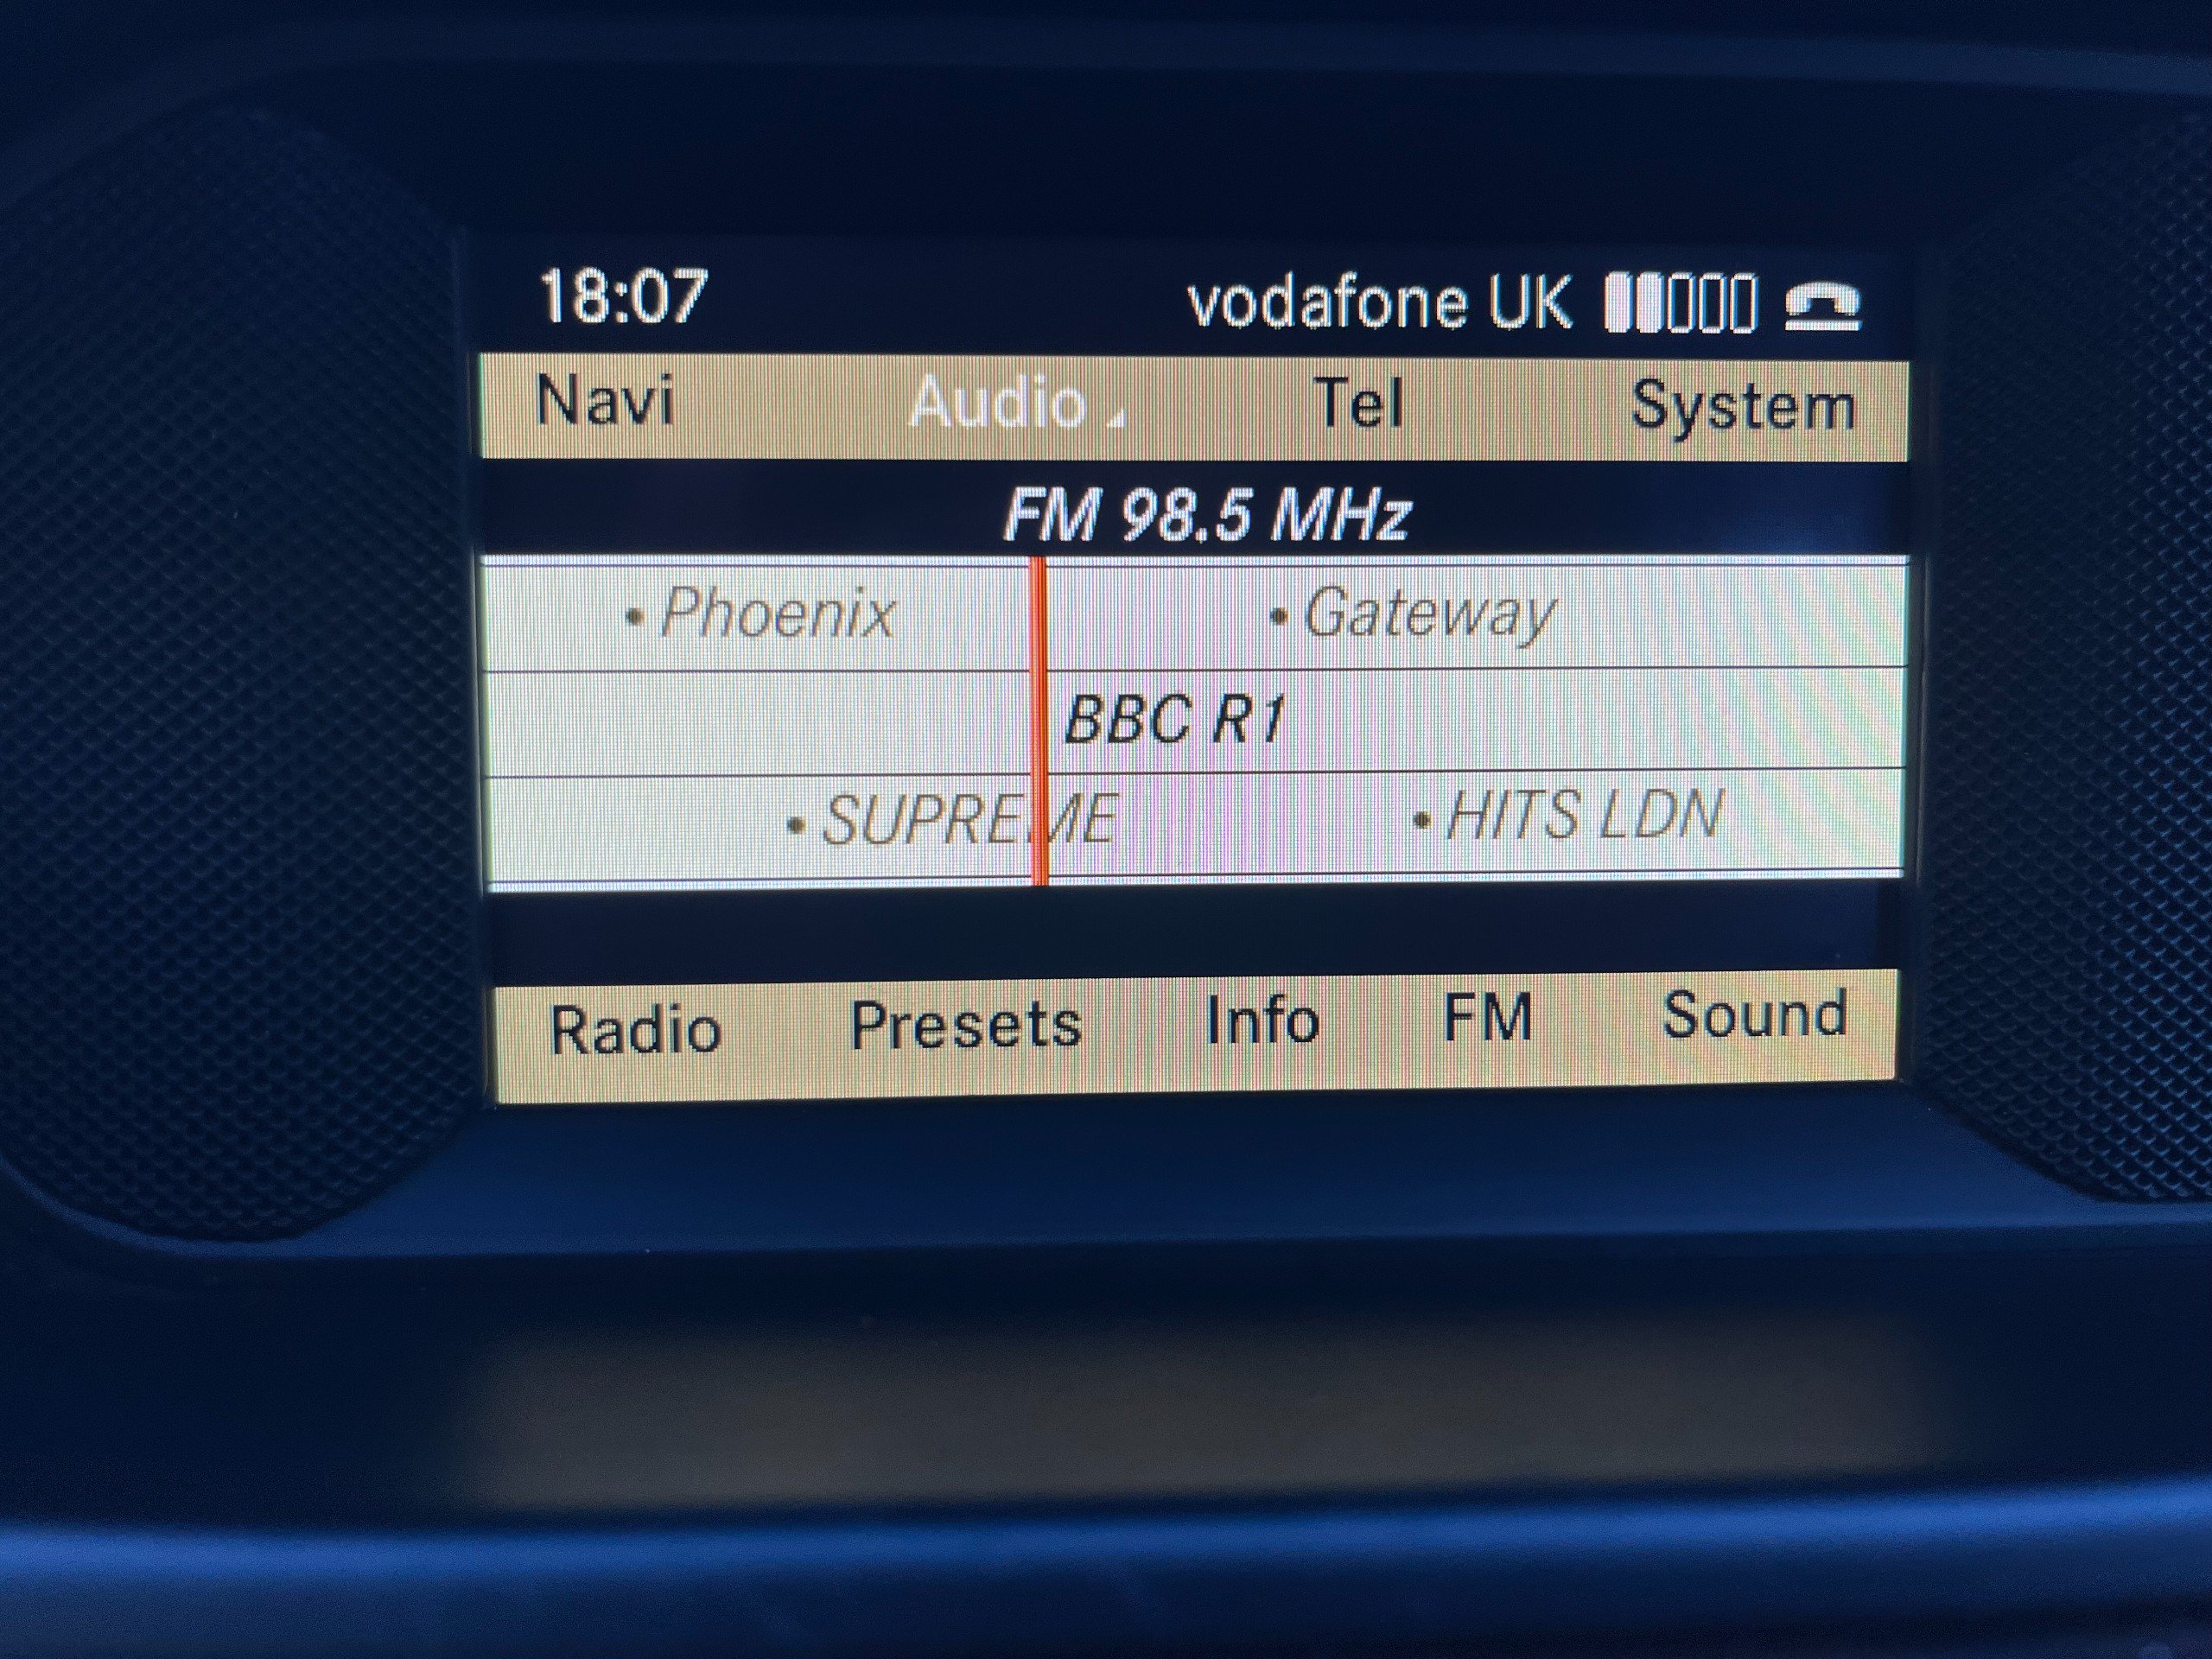 18:07 vodafone UK
Navi Audio Tel System
FM 98.5 MHz
• Phoenix • Gateway
BBC R1
• SUPREME • HITS LDN
Radio Presets Info FM Sound